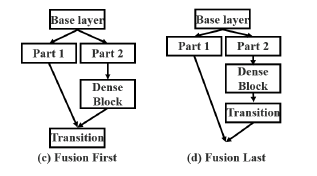 Base layer
Part 1 Part 2
Dense
Block
Transition
(c) Fusion First
Base layer
Part 1 Part 2
Dense
Block
Transition
(d) Fusion Last